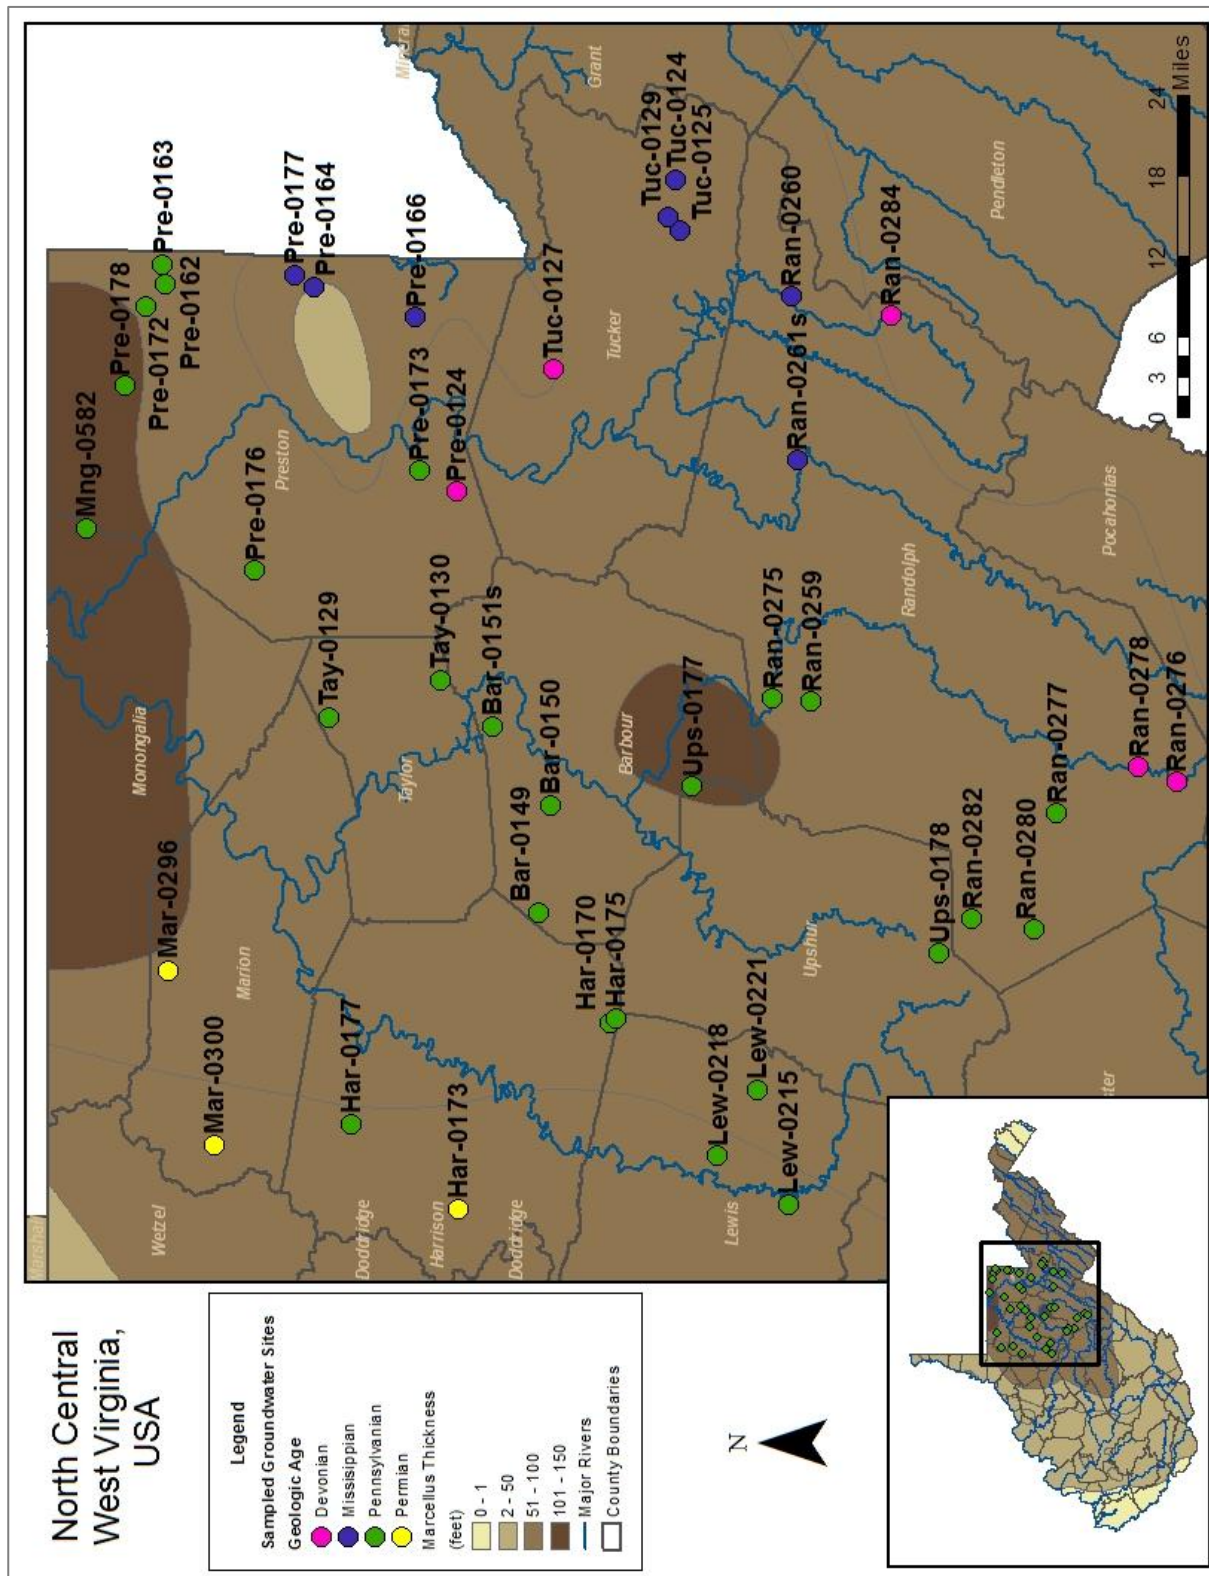 North Central
West Virginia,
USA
Legend
Sampled Groundwater Sites
Geologic Age
Devonian
Missisipian
Pennsylvanian
Permian
Marcellus Thickness
(feet)
0 - 1
2 - 50
51 - 100
101 - 150
Major Rivers
County Boundaries
N
Marshall
Wetzel
Doddridge
Harrison
Doddridge
Lewis
Marion
Monongalia
Taylor
Barbour
Upshur
Preston
Tucker
Randolph
Pocahontas
Pendleton
Grant
Mineral
ster
Mar-0300
Mar-0296
Mng-0582
Pre-0178
Pre-0172
Pre-0162
Pre-0163
Pre-0176
Pre-0177
Pre-0164
Pre-0166
Pre-0173
Pre-0124
Har-0177
Har-0173
Tay-0129
Tay-0130
Bar-0151s
Bar-0150
Bar-0149
Har-0170
Har-0175
Tuc-0127
Tuc-0129
Tuc-0124
Tuc-0125
Lew-0218
Lew-0221
Lew-0215
Ups-0177
Ups-0178
Ran-0275
Ran-0259
Ran-0261s
Ran-0260
Ran-0284
Ran-0282
Ran-0280
Ran-0277
Ran-0278
Ran-0276
0 3 6 12 18 24
Miles